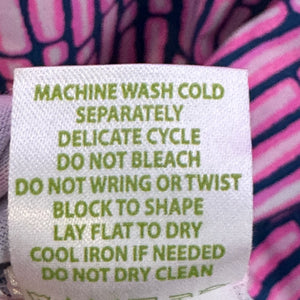 MACHINE WASH COLD
SEPARATELY
DELICATE CYCLE
DO NOT BLEACH
DO NOT WRING OR TWIST
BLOCK TO SHAPE
LAY FLAT TO DRY
COOL IRON IF NEEDED
DO NOT DRY CLEAN